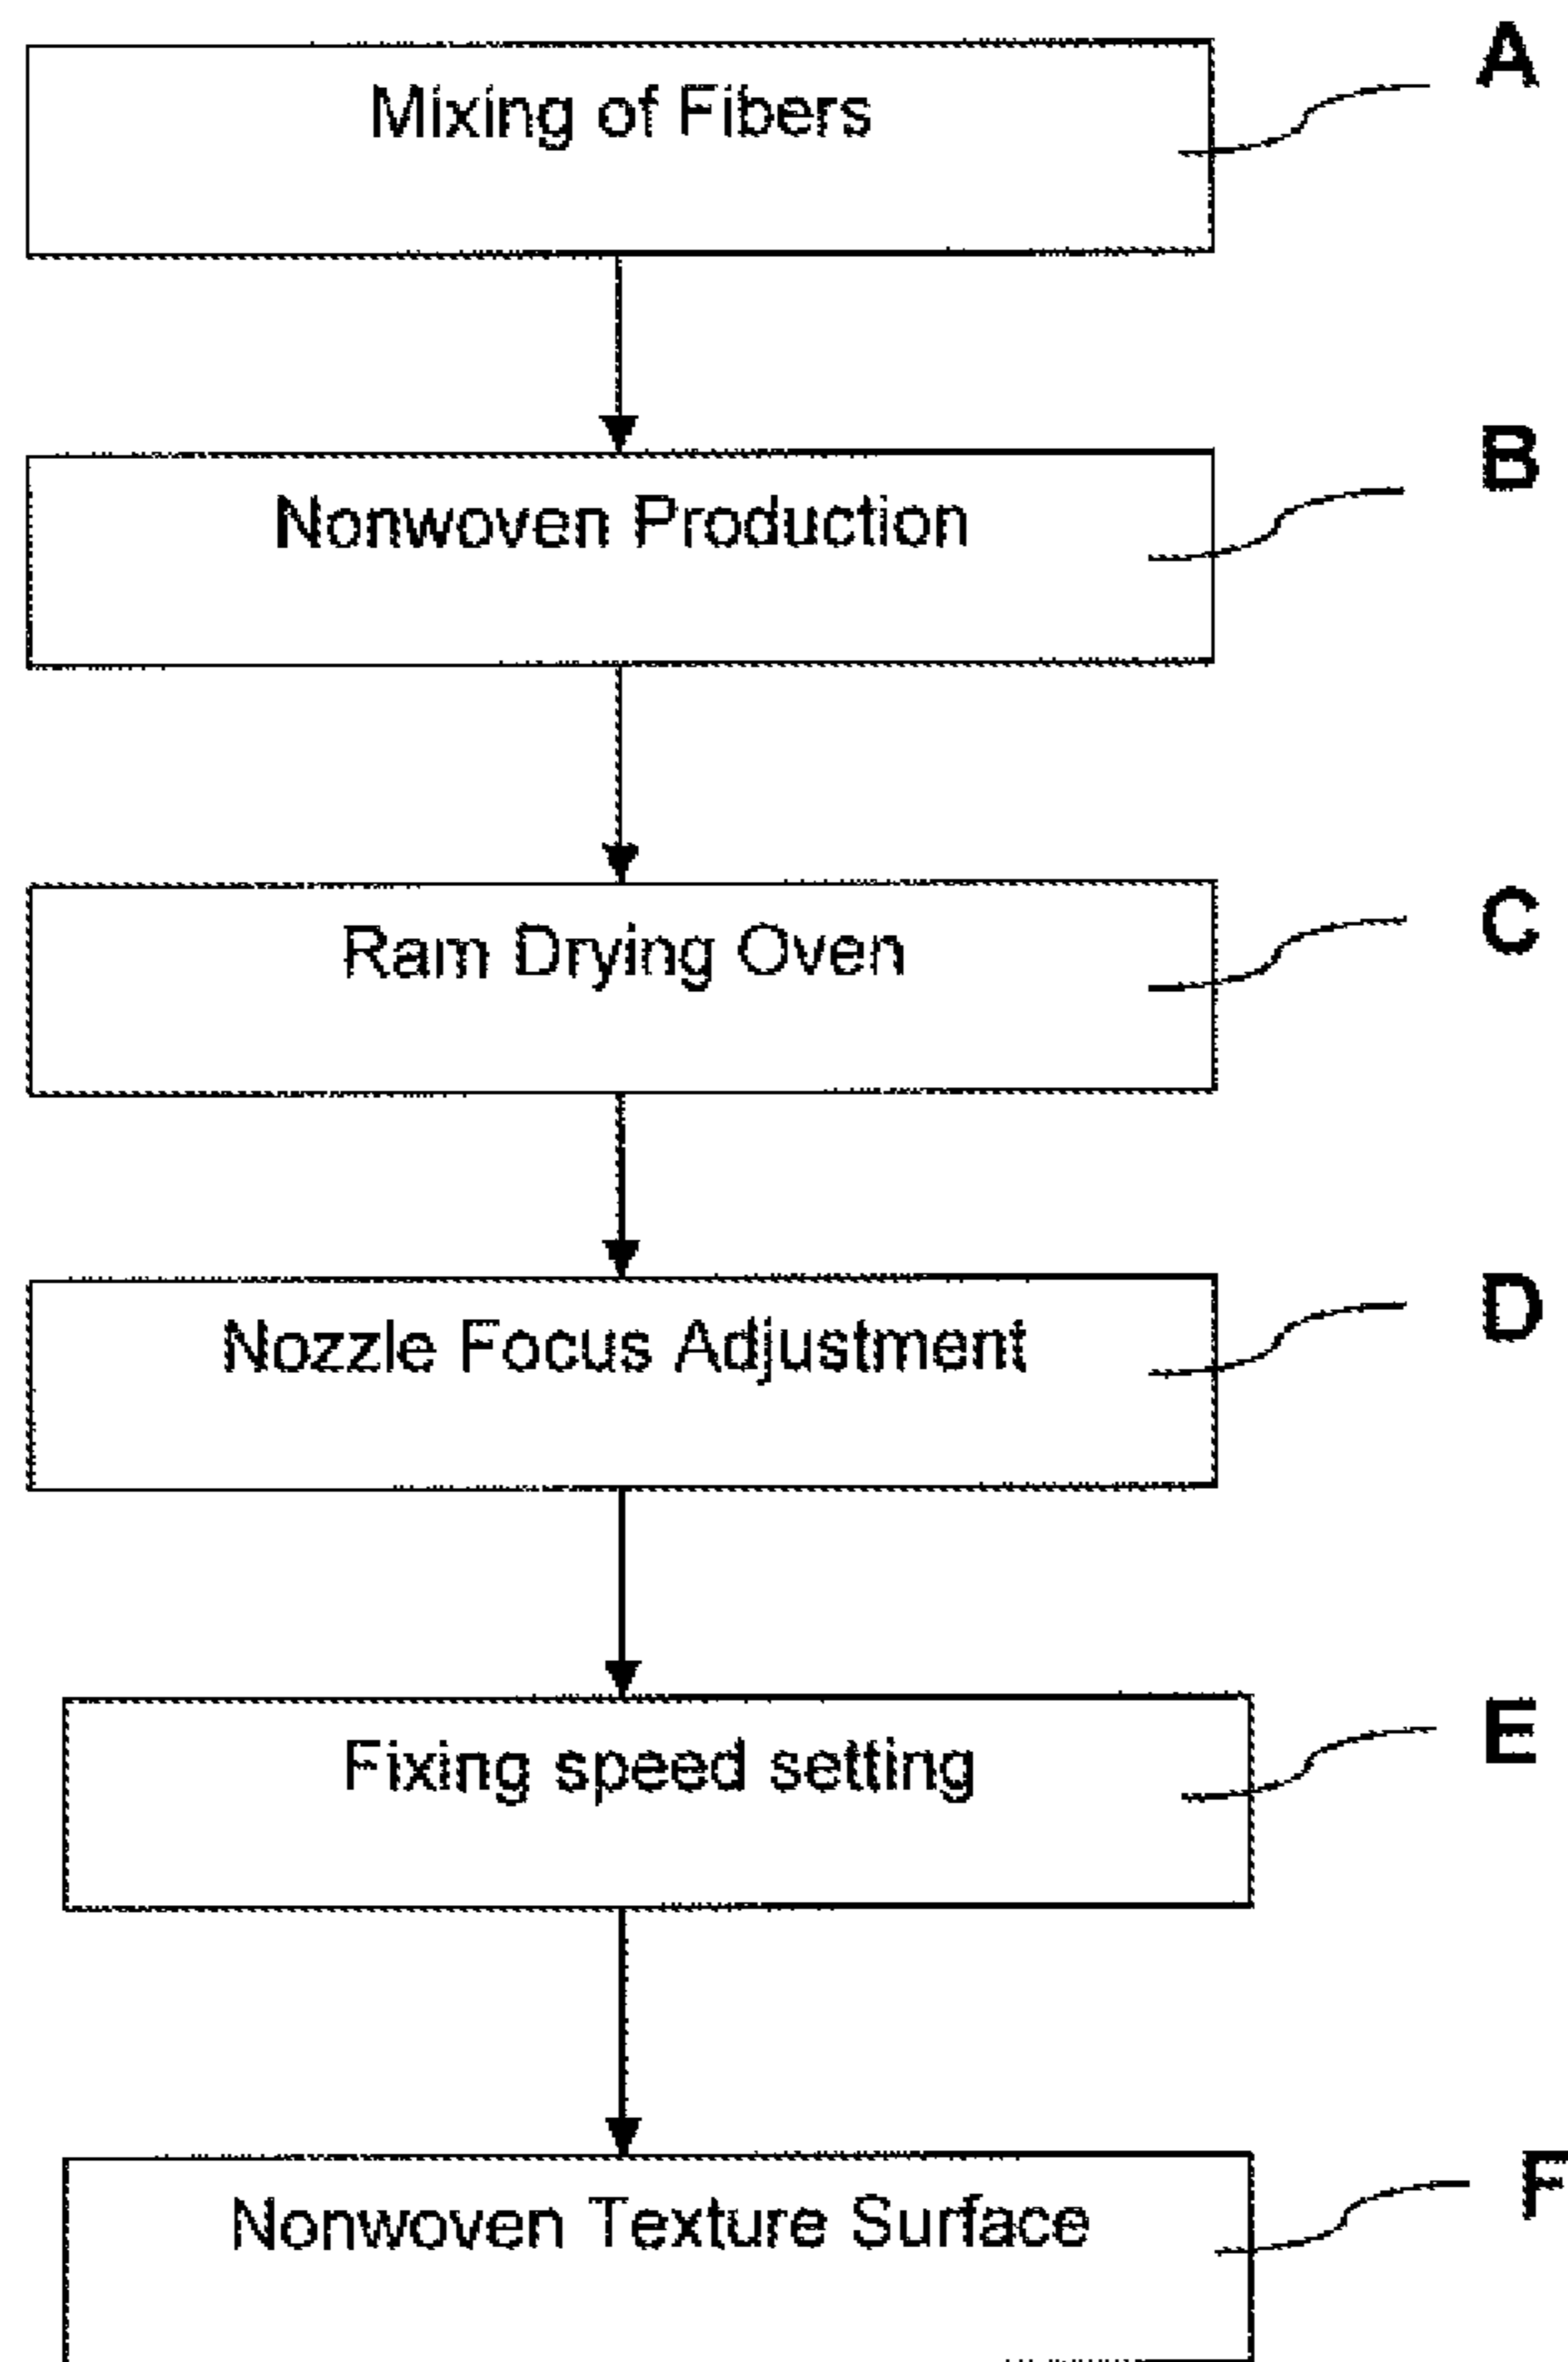 Mixing of Fibers
A
Nonwoven Production
B
Ram Drying Oven
C
Nozzle Focus Adjustment
D
Fixing speed setting
E
Nonwoven Texture Surface
F